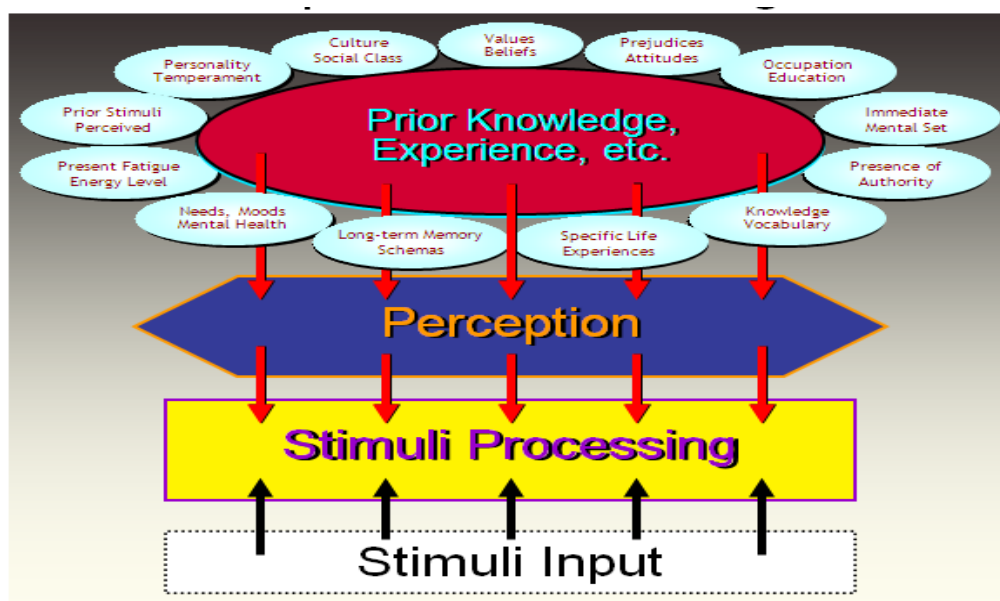 Culture
Social Class
Values
Beliefs
Prejudices
Attitudes
Personality
Temperament
Occupation
Education
Prior Stimuli
Perceived
Prior Knowledge,
Experience, etc.
Immediate
Mental Set
Present Fatigue
Energy Level
Presence of
Authority
Needs, Moods
Mental Health
Long-term Memory
Schemas
Specific Life
Experiences
Knowledge
Vocabulary
Perception
Stimuli Processing
Stimuli Input